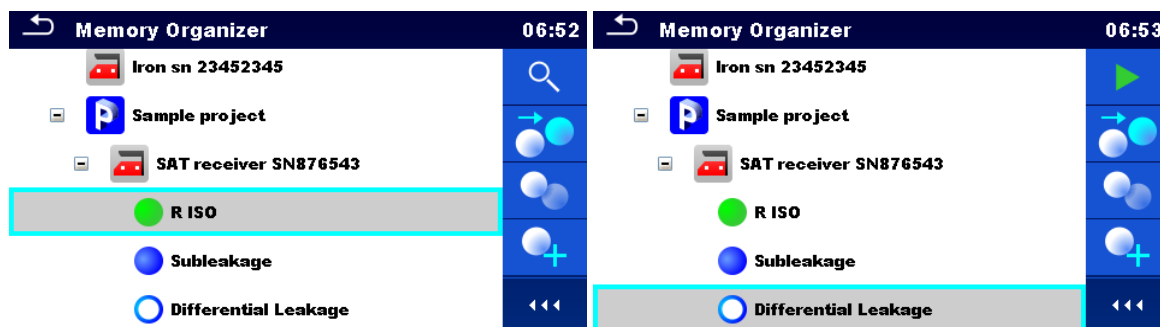 Memory Organizer 06:52
Iron sn 23452345
Sample project
SAT receiver SN876543
R ISO
Subleakage
Differential Leakage
Memory Organizer 06:53
Iron sn 23452345
Sample project
SAT receiver SN876543
R ISO
Subleakage
Differential Leakage